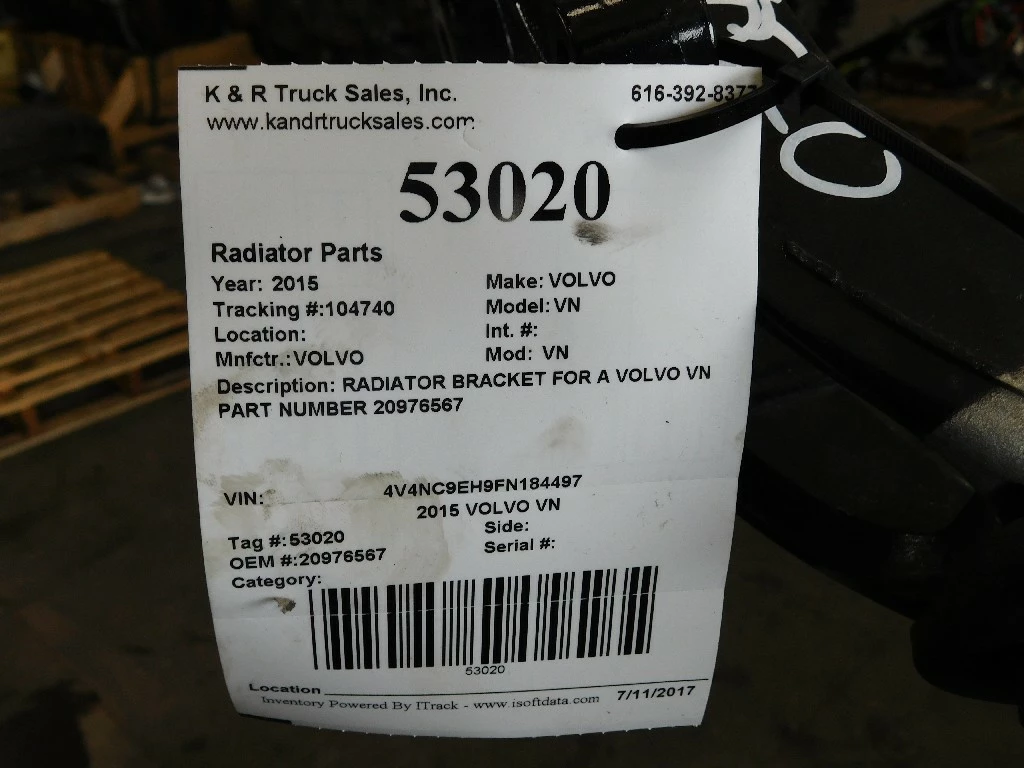 K & R Truck Sales, Inc. 616-392-8377
www.kandrtrucksales.com
53020
Radiator Parts
Year: 2015 Make: VOLVO
Tracking #:104740 Model: VN
Location: Int. #:
Mnfctr.: VOLVO Mod: VN
Description: RADIATOR BRACKET FOR A VOLVO VN
PART NUMBER 20976567
VIN: 4V4NC9EH9FN184497
2015 VOLVO VN
Tag #:53020 Side:
OEM #:20976567 Serial #:
Category:
53020
Location
Inventory Powered By ITrack - www.isoftdata.com 7/11/2017